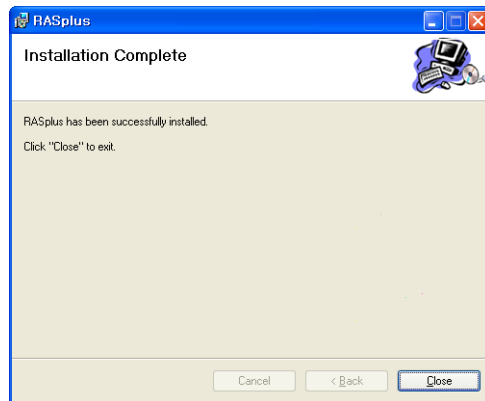 RASplus
Installation Complete
RASplus has been successfully installed.
Click "Close" to exit.
Cancel
< Back
Close